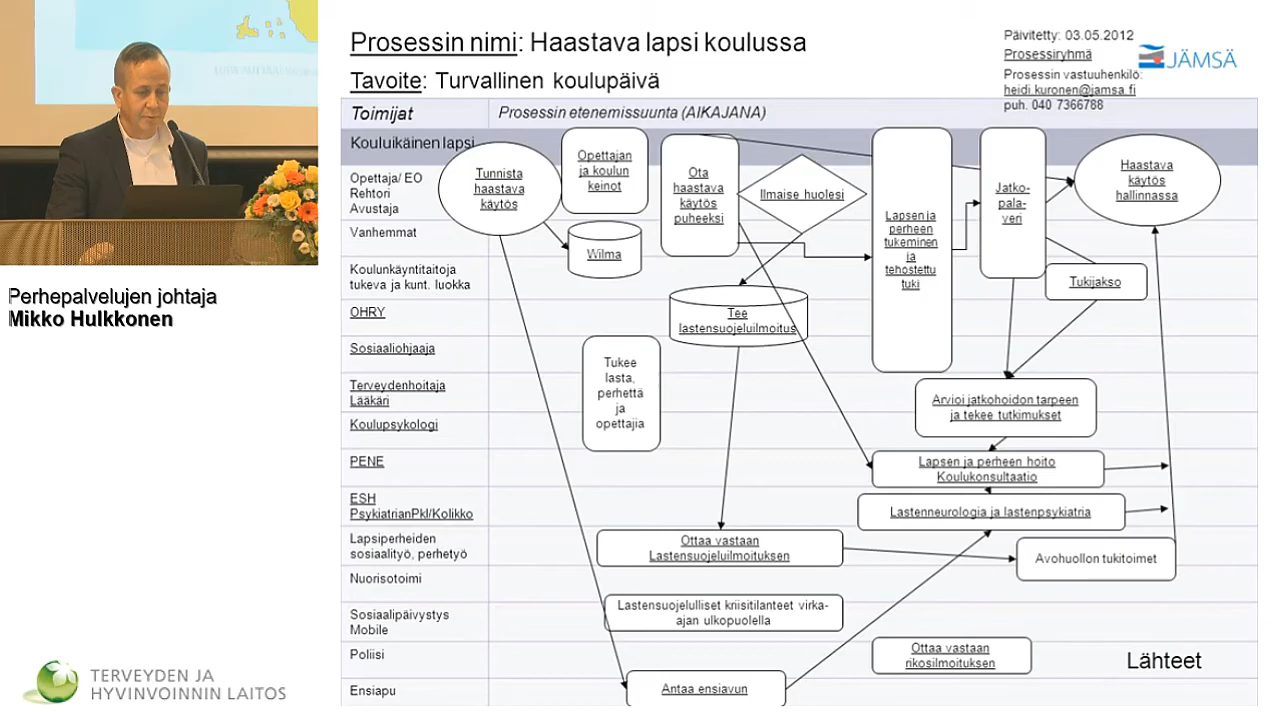 Prosessin nimi: Haastava lapsi koulussa
Tavoite: Turvallinen koulupäivä
Päivitetty: 03.05.2012
Prosessiryhmä
Prosessin vastuuhenkilö:
heidi.kuronen@jamsa.fi
puh. 040 7366788
JÄMSÄ
Toimijat
Prosessin etenemissuunta (AIKAJANA)
Kouluikäinen lapsi
Opettaja/ EO
Rehtori
Avustaja
Vanhemmat
Koulunkäyntitaitoja
tukeva ja kunt. luokka
OHRY
Sosiaaliohjaaja
Terveydenhoitaja
Lääkäri
Koulupsykologi
PENE
ESH
PsykiatrianPkl/Kolikko
Lapsiperheiden
sosiaalityö, perhetyö
Nuorisotoimi
Sosiaalipäivystys
Mobile
Poliisi
Ensiapu
Tunnista
haastava
käytös
Opettajan
ja koulun
keinot
Wilma
Ota
haastava
käytös
puheeksi
Ilmaise huolesi
Tee
lastensuojeluilmoitus
Tukee
lasta,
perhettä
ja
opettajia
Lapsen ja
perheen
tukeminen
ja
tehostettu
tuki
Jatko-
pala-
veri
Haastava
käytös
hallinnassa
Tukijakso
Arvioi jatkohoidon tarpeen
ja tekee tutkimukset
Lapsen ja perheen hoito
Koulukonsultaatio
Lastenneurologia ja lastenpsykiatria
Ottaa vastaan
Lastensuojeluilmoituksen
Avohuollon tukitoimet
Lastensuojelulliset kriisitilanteet virka-
ajan ulkopuolella
Ottaa vastaan
rikosilmoituksen
Antaa ensiavun
Lähteet
Perhepalvelujen johtaja
Mikko Hulkkonen
TERVEYDEN JA
HYVINVOINNIN LAITOS